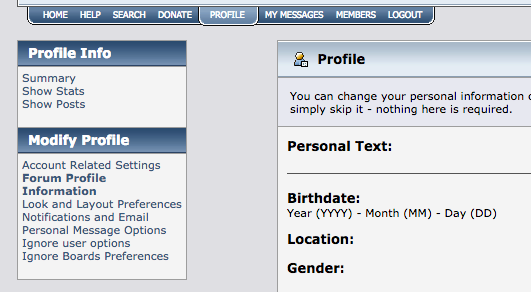 HOME HELP SEARCH DONATE PROFILE MY MESSAGES MEMBERS LOGOUT
Profile Info
Summary
Show Stats
Show Posts
Modify Profile
Account Related Settings
Forum Profile
Information
Look and Layout Preferences
Notifications and Email
Personal Message Options
Ignore user options
Ignore Boards Preferences
Profile
You can change your personal information
simply skip it - nothing here is required.
Personal Text:
Birthdate:
Year (YYYY) - Month (MM) - Day (DD)
Location:
Gender: